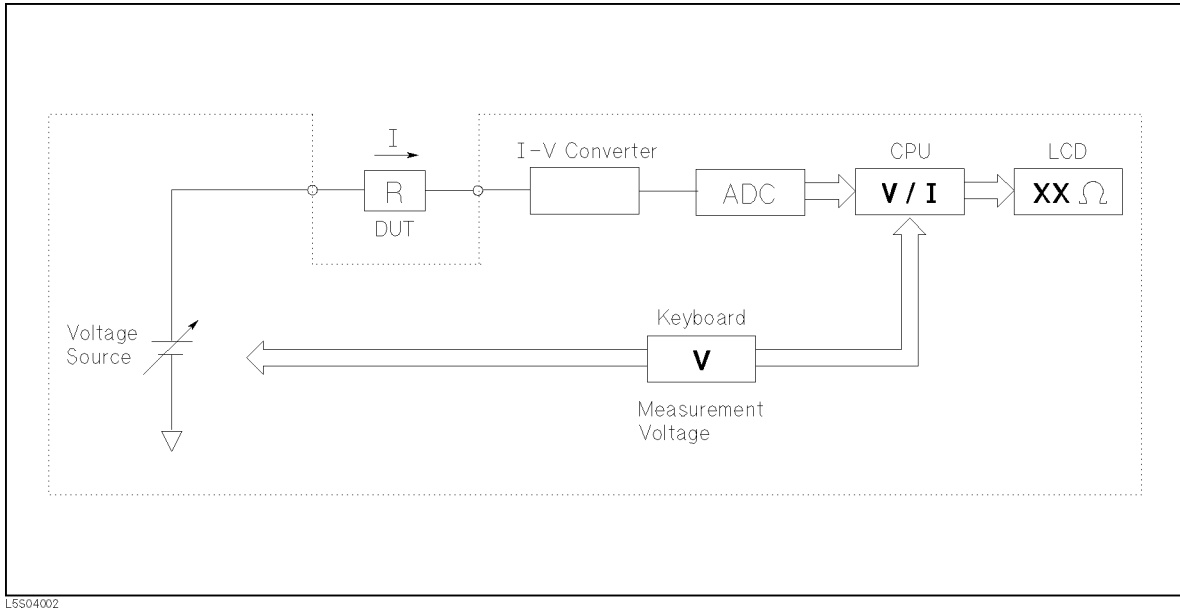 I
I-V Converter
CPU
LCD
R
ADC
V / I
XX Ω
DUT
Voltage
Source
Keyboard
V
Measurement
Voltage
L5S04002